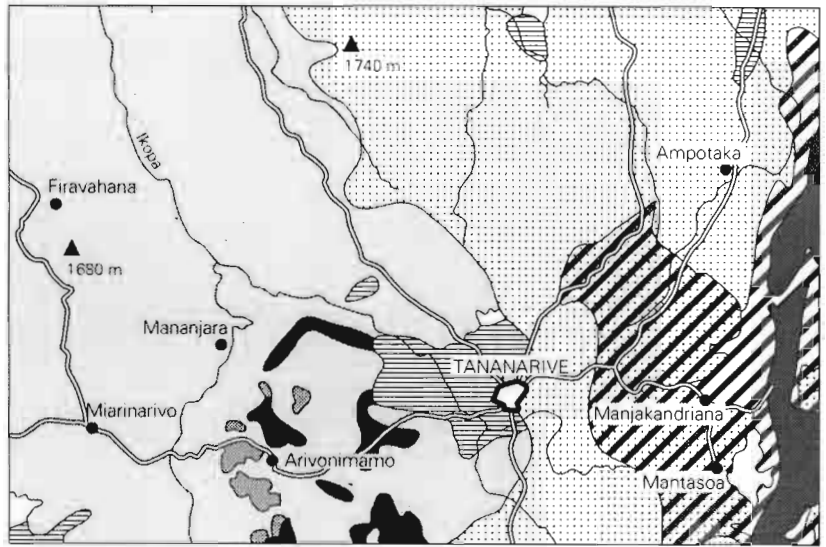 1740 m
Ikopa
Ampotaka
Firavahana
1680 m
Mananjara
TANANARIVE
Miarinarivo
Manjakandriana
Arivonimamo
Mantasoa